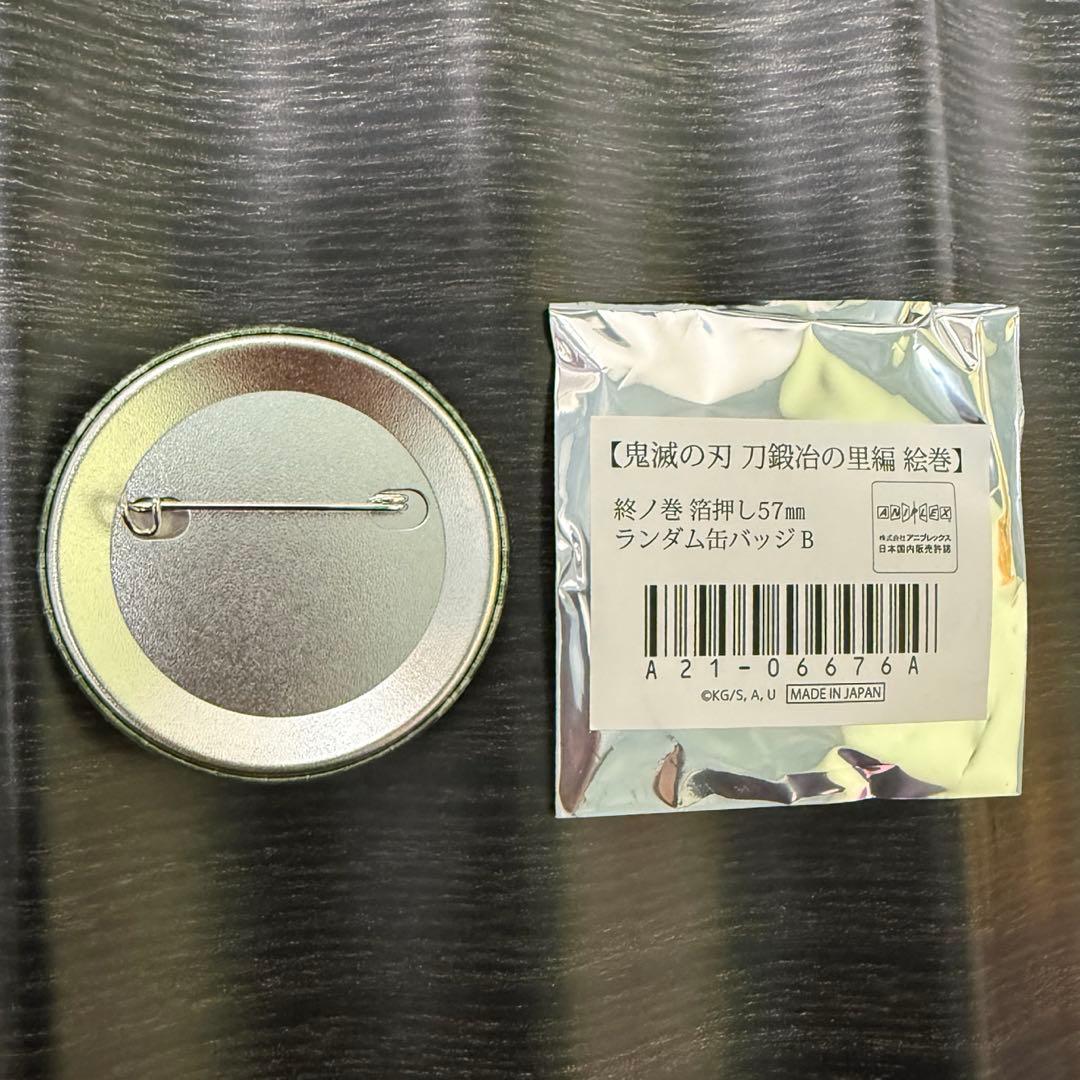 【鬼滅の刃 刀鍛冶の里編 絵巻】
終ノ巻 箔押し57㎜
ランダム缶バッジ B
ANIPLEX
株式会社アニプレックス
日本国内販売許諾
A21-06676A
©KG/S, A, U MADE IN JAPAN